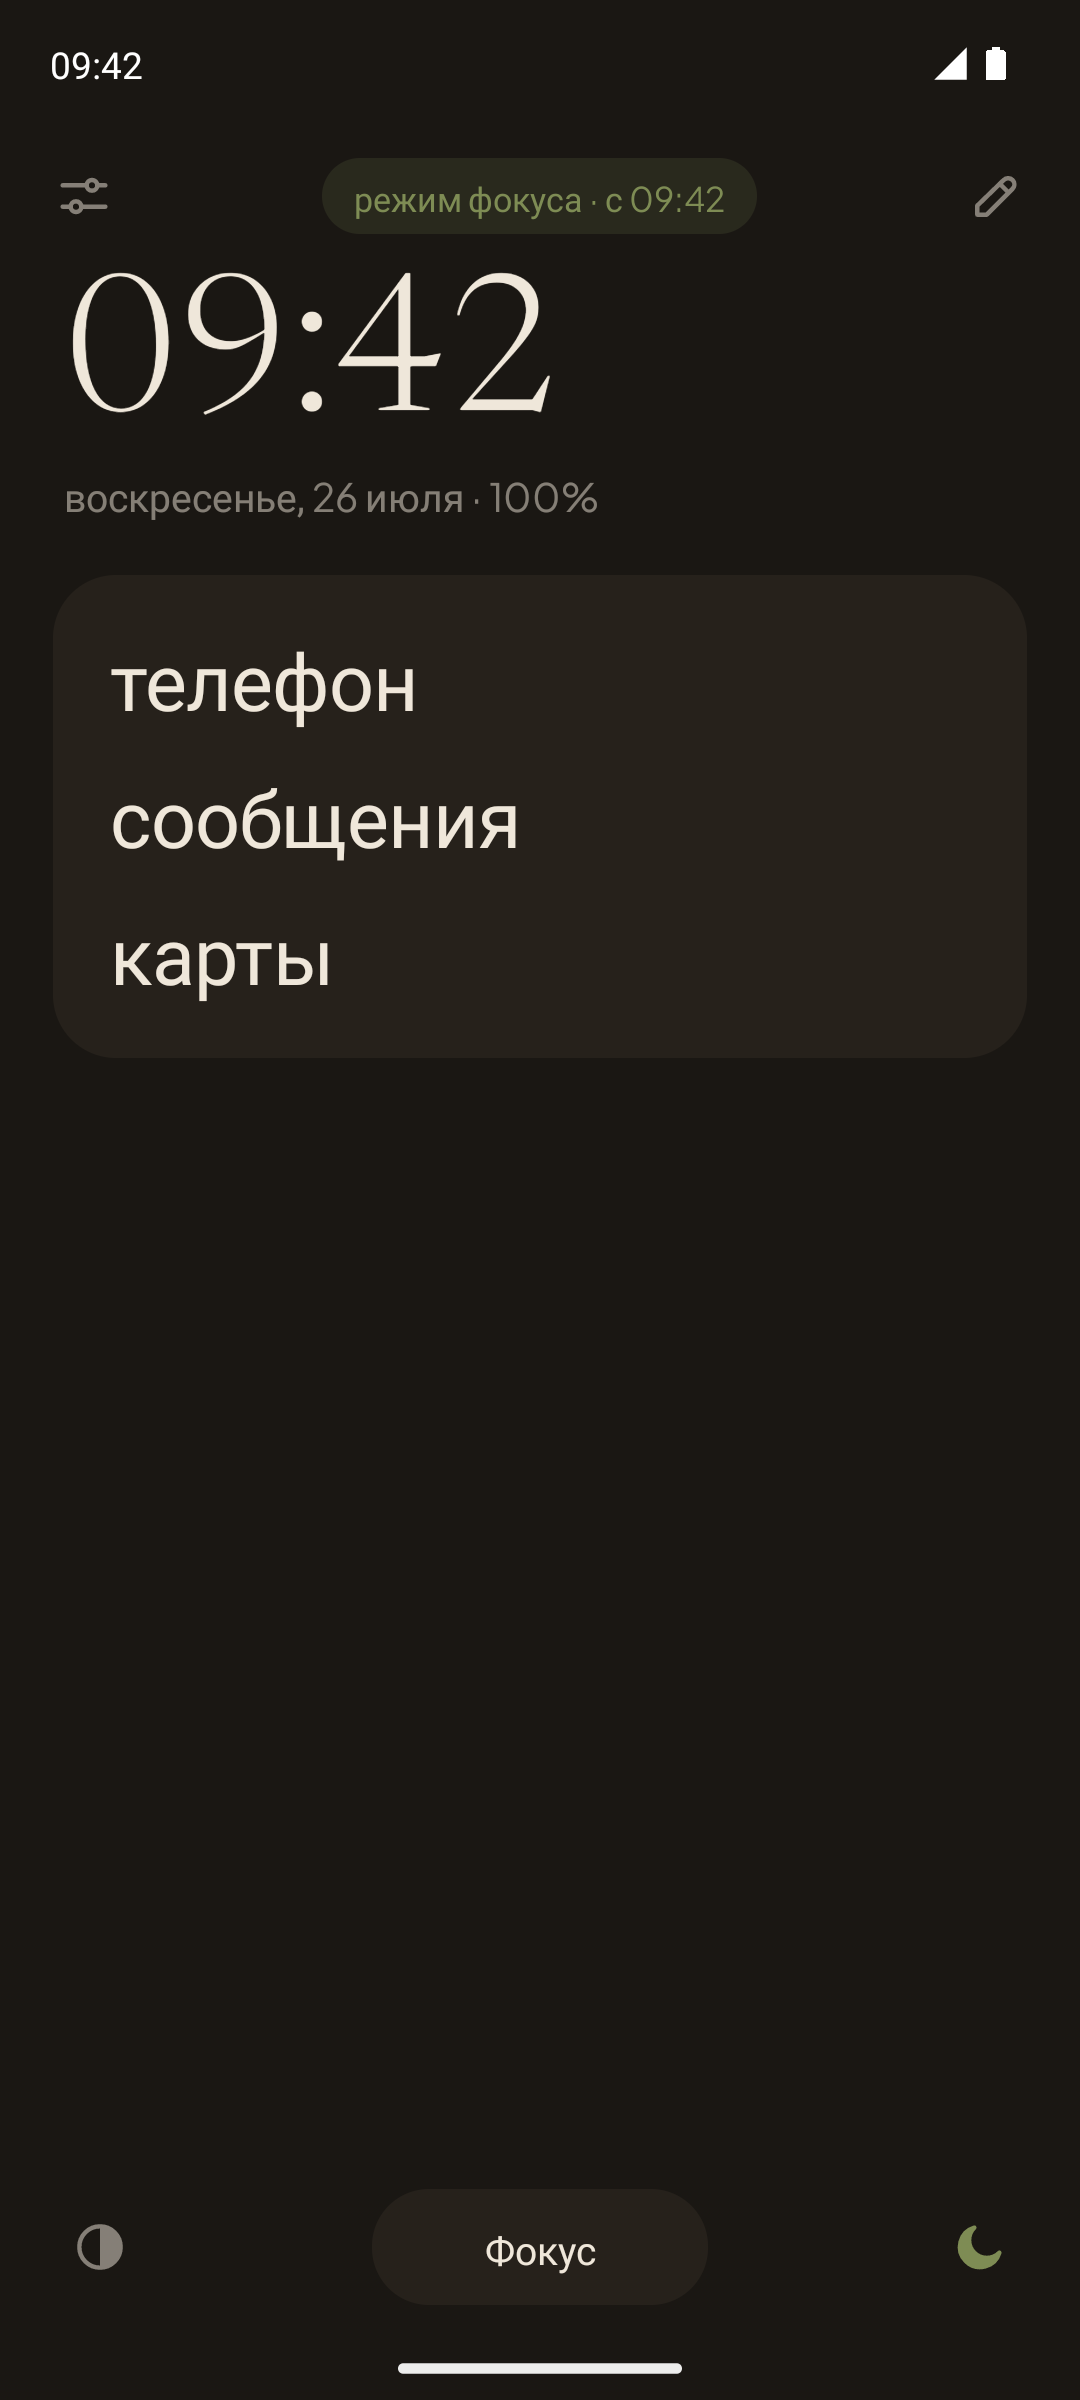 09:42
режим фокуса · с 09:42
09:42
воскресенье, 26 июля · 100%
телефон
сообщения
карты
Фокус